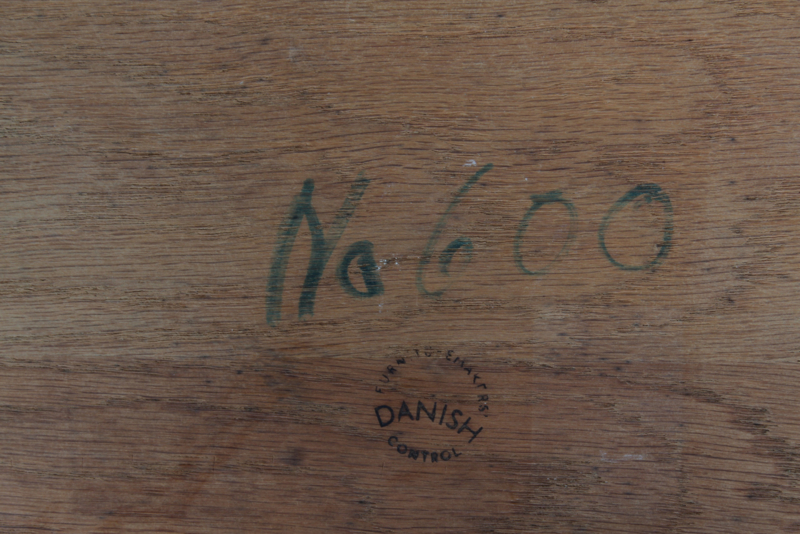 No 600
FURNITUREMAKERS'
DANISH
CONTROL